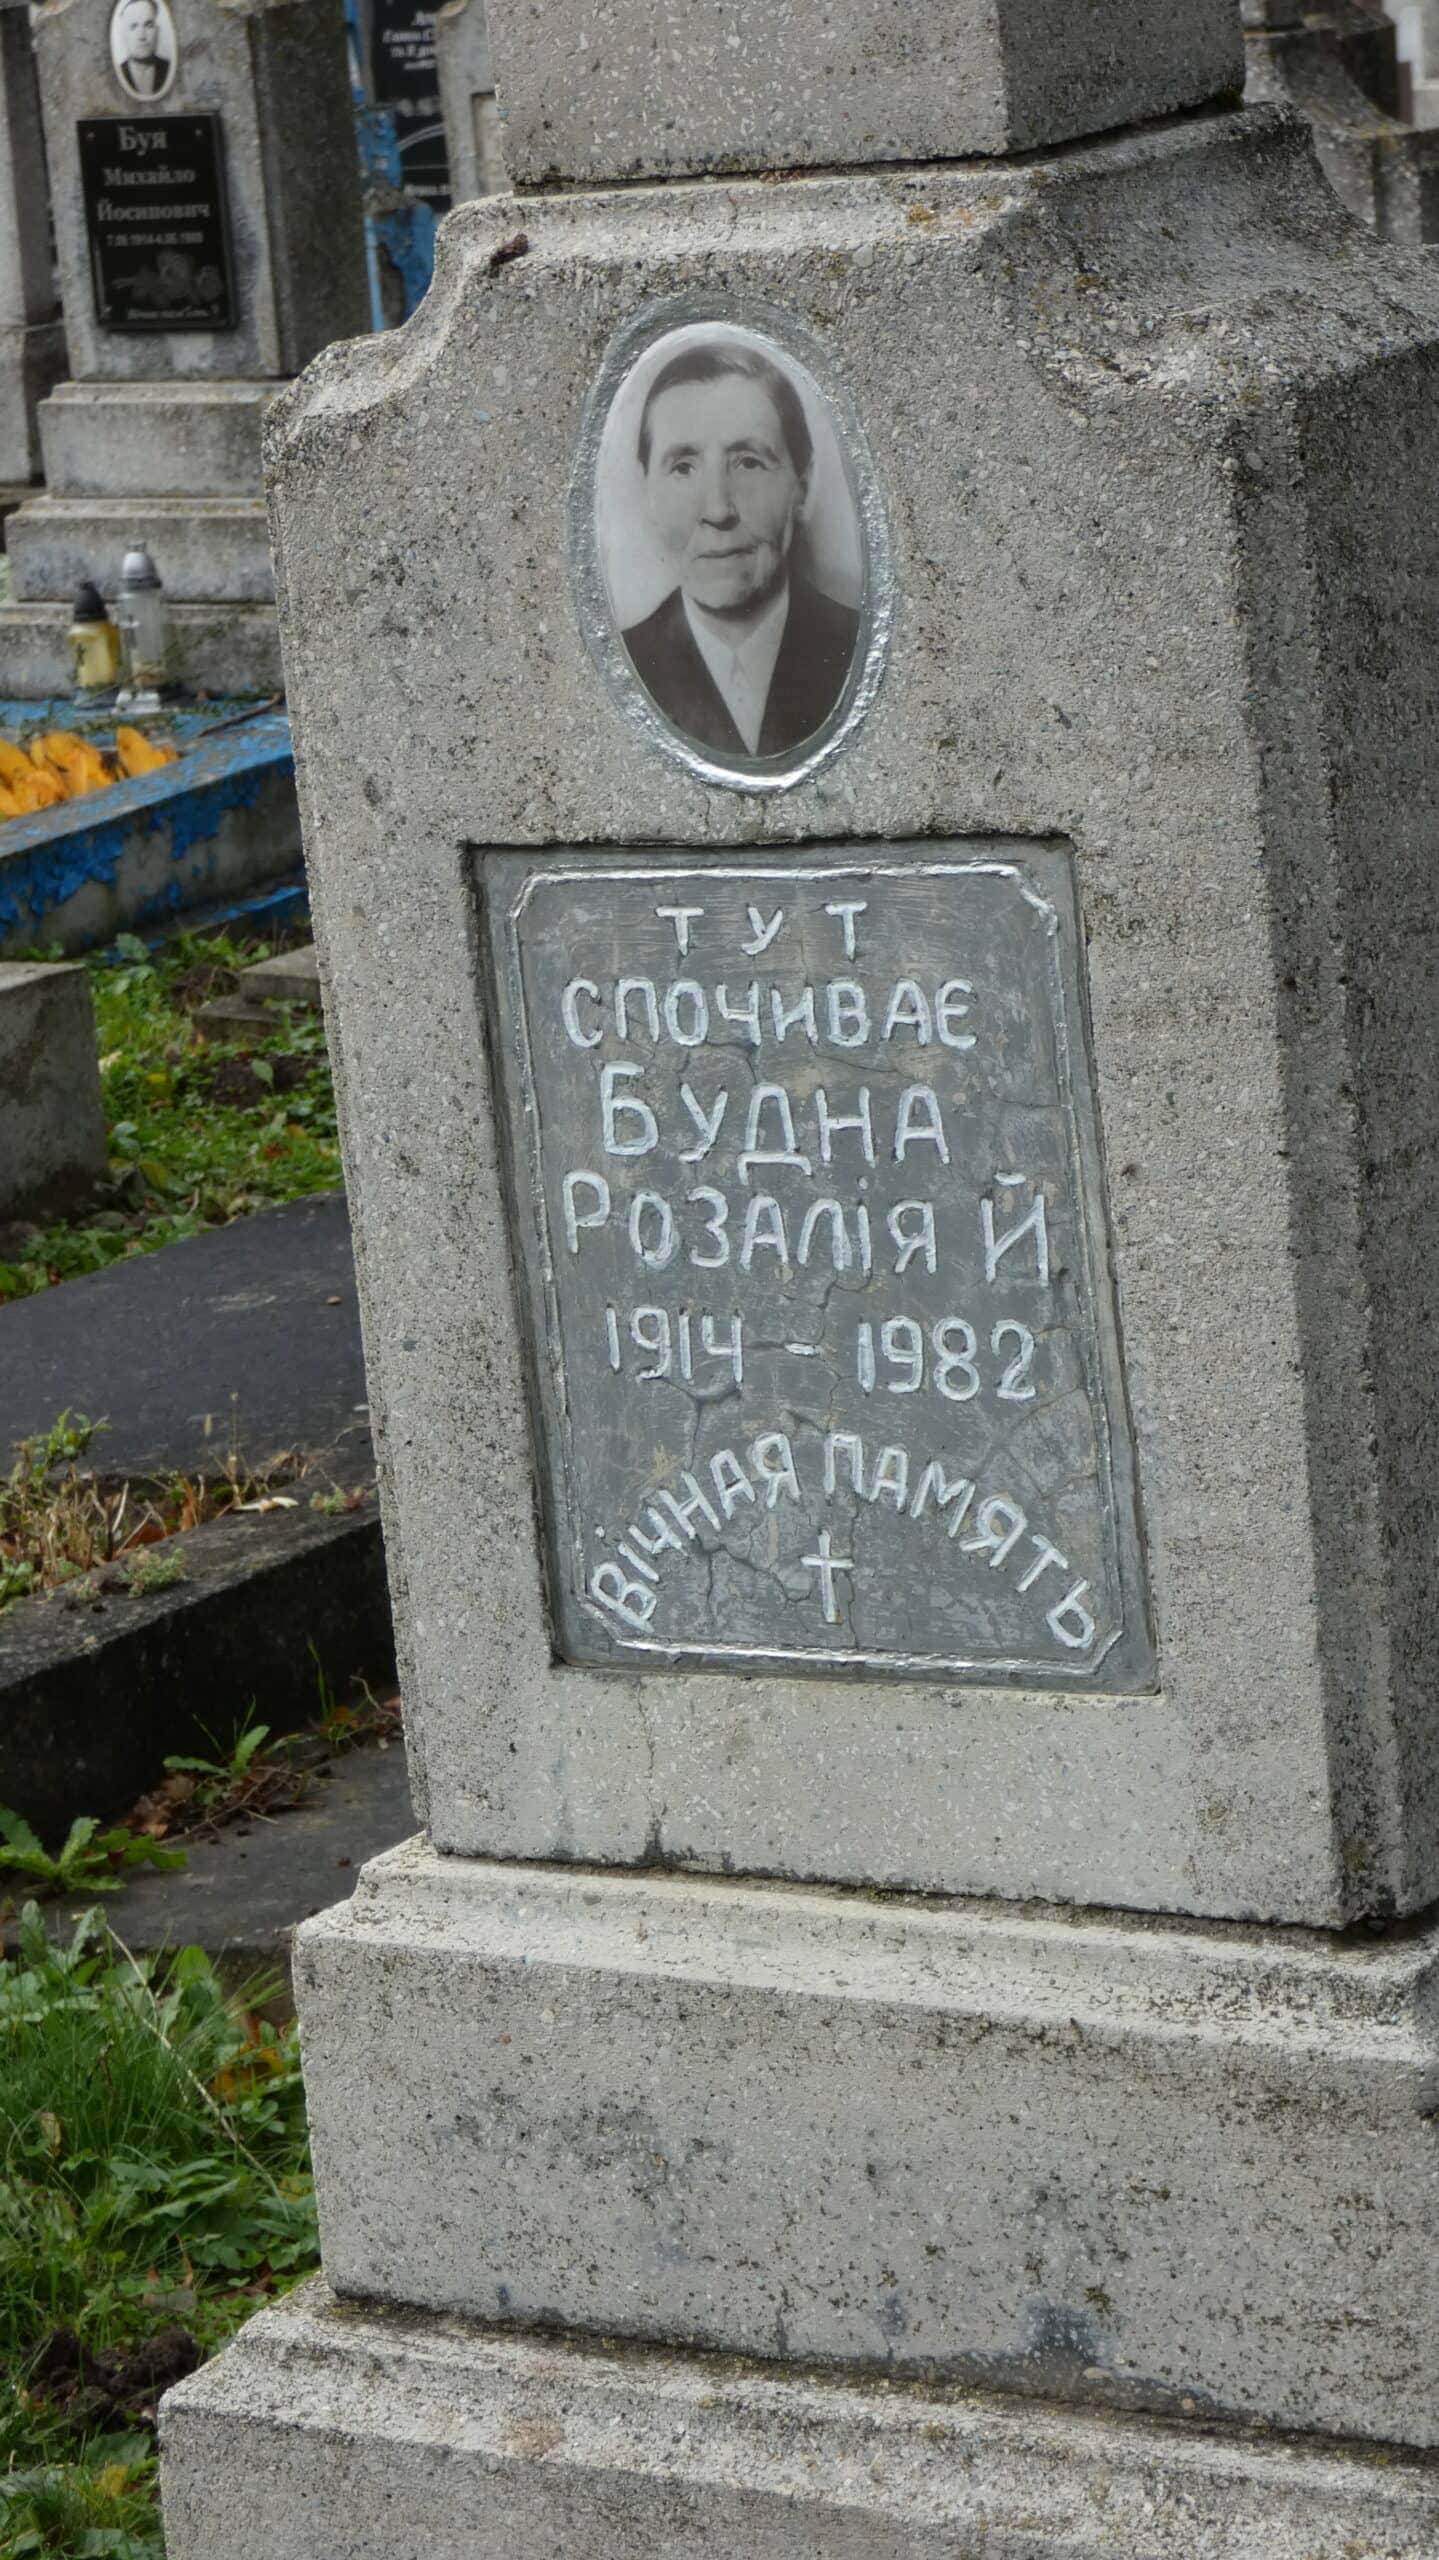 Буя
Михайло
Йосипович
ТУТ
СПОЧИВАЄ
БУДНА
РОЗАЛІЯ Й
1914 - 1982
ВІЧНАЯ ПАМЯТЬ